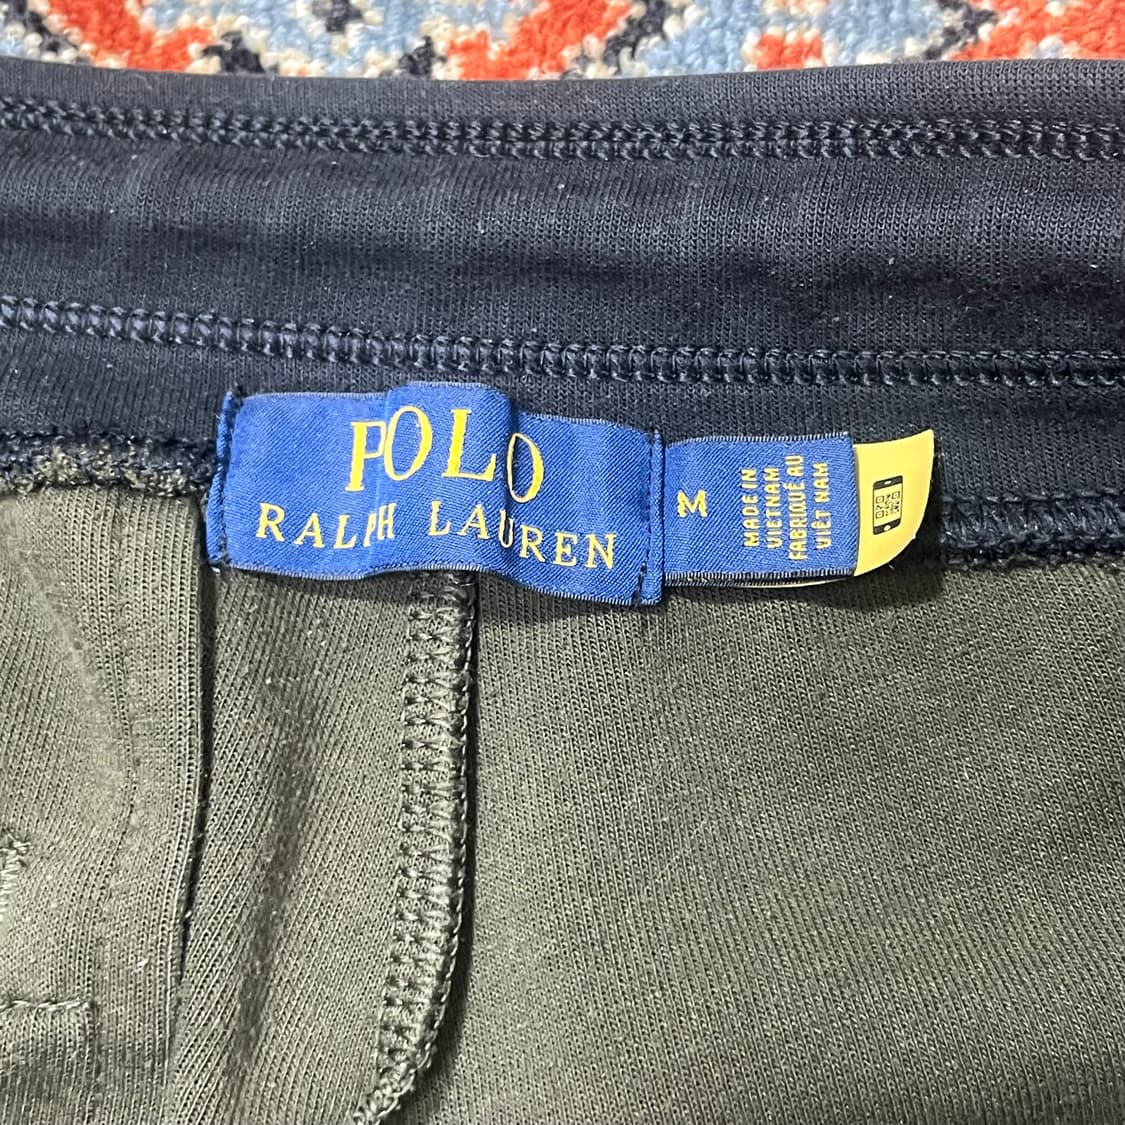 POLO
RALPH LAUREN
M
MADE IN
VIETNAM
FABRIQUÉ AU
VIÊT NAM